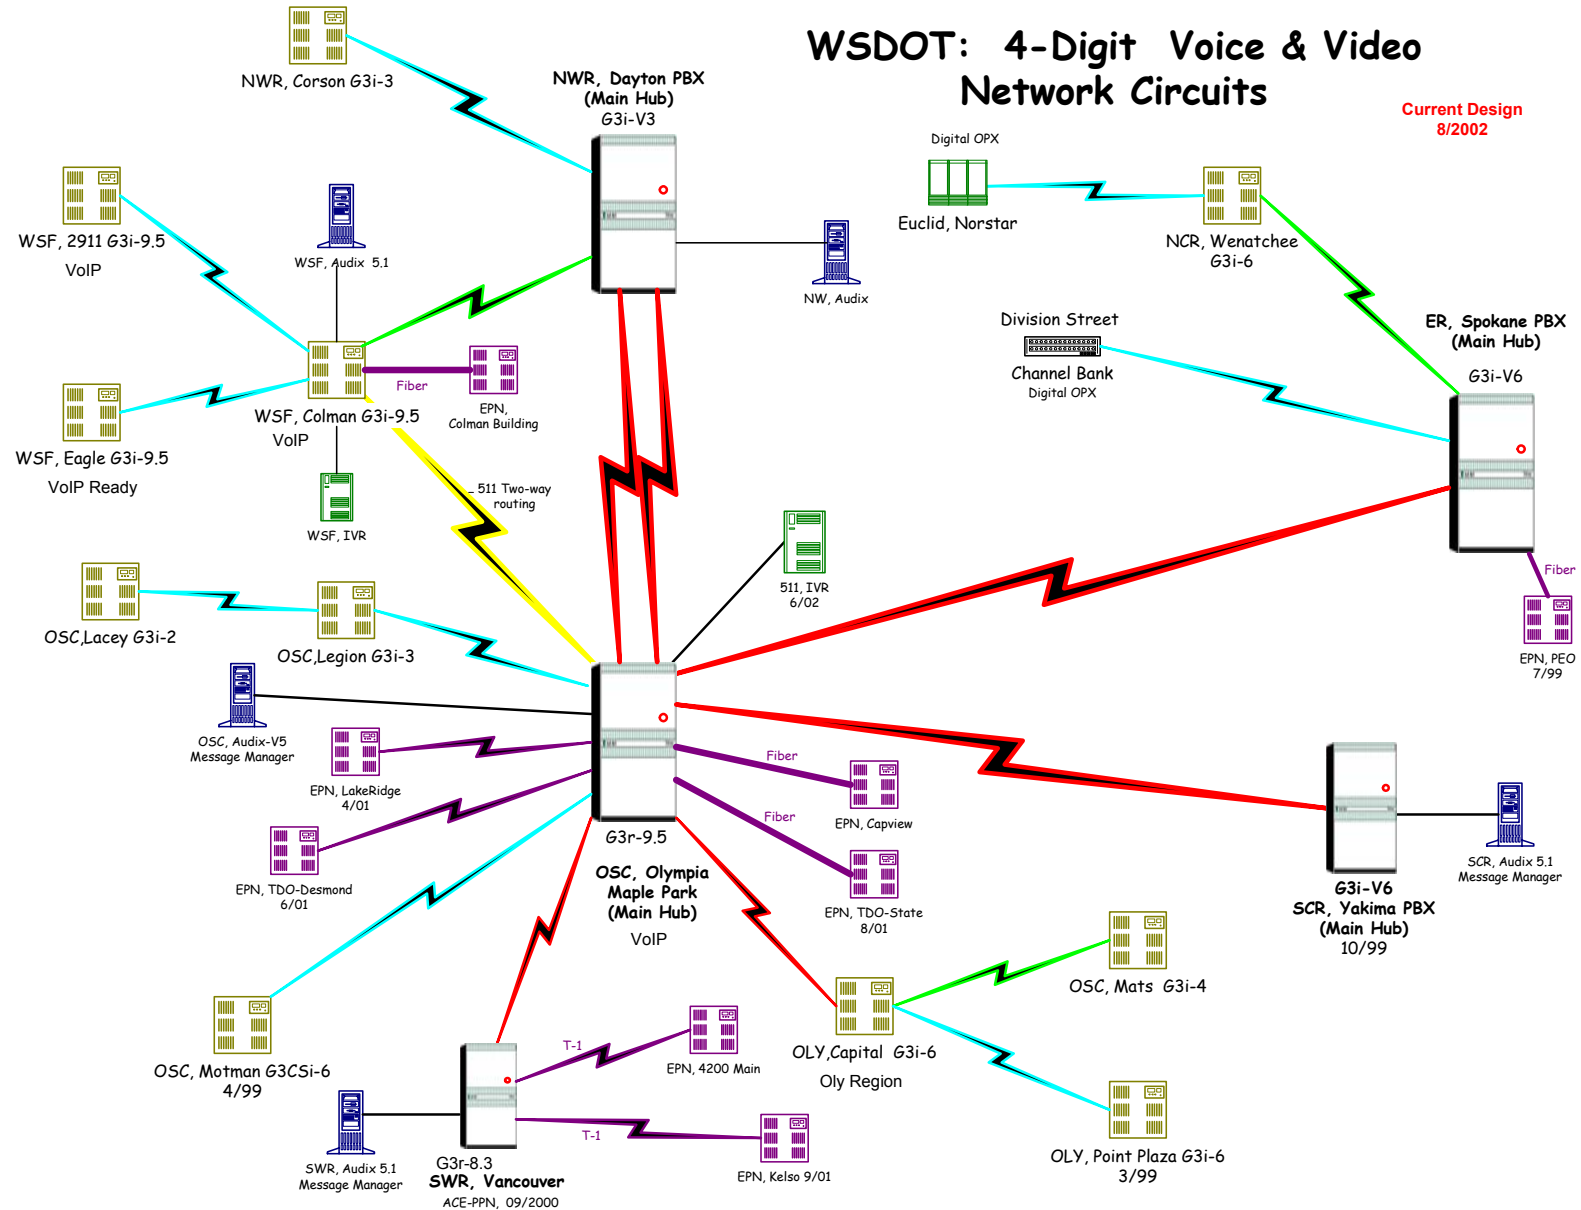 WSDOT: 4-Digit Voice & Video
Network Circuits
Current Design
8/2002
NWR, Corson G3i-3
NWR, Dayton PBX
(Main Hub)
G3i-V3
Digital OPX
Euclid, Norstar
NCR, Wenatchee
G3i-6
WSF, 2911 G3i-9.5
VoIP
WSF, Audix 5.1
NW, Audix
Division Street
Channel Bank
Digital OPX
ER, Spokane PBX
(Main Hub)
G3i-V6
Fiber
EPN,
Colman Building
WSF, Colman G3i-9.5
VoIP
WSF, Eagle G3i-9.5
VoIP Ready
511 Two-way
routing
WSF, IVR
511, IVR
6/02
Fiber
EPN, PEO
7/99
OSC,Lacey G3i-2
OSC,Legion G3i-3
OSC, Audix-V5
Message Manager
EPN, LakeRidge
4/01
Fiber
EPN, Capview
Fiber
EPN, TDO-State
8/01
EPN, TDO-Desmond
6/01
G3r-9.5
OSC, Olympia
Maple Park
(Main Hub)
VoIP
SCR, Audix 5.1
Message Manager
G3i-V6
SCR, Yakima PBX
(Main Hub)
10/99
OSC, Mats G3i-4
OLY,Capital G3i-6
Oly Region
OSC, Motman G3CSi-6
4/99
T-1
EPN, 4200 Main
T-1
EPN, Kelso 9/01
OLY, Point Plaza G3i-6
3/99
SWR, Audix 5.1
Message Manager
G3r-8.3
SWR, Vancouver
ACE-PPN, 09/2000